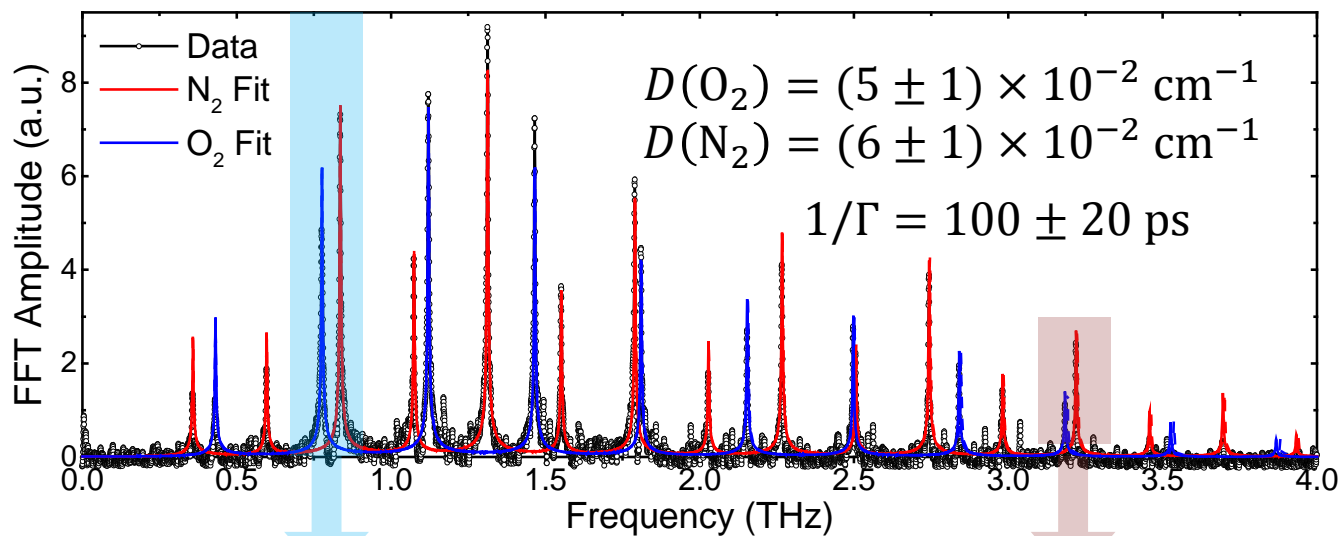 Data
N₂ Fit
O₂ Fit
D(O₂) = (5 ± 1) × 10⁻² cm⁻¹
D(N₂) = (6 ± 1) × 10⁻² cm⁻¹
1/Γ = 100 ± 20 ps
FFT Amplitude (a.u.)
8
6
4
2
0
0.0 0.5 1.0 1.5 2.0 2.5 3.0 3.5 4.0
Frequency (THz)